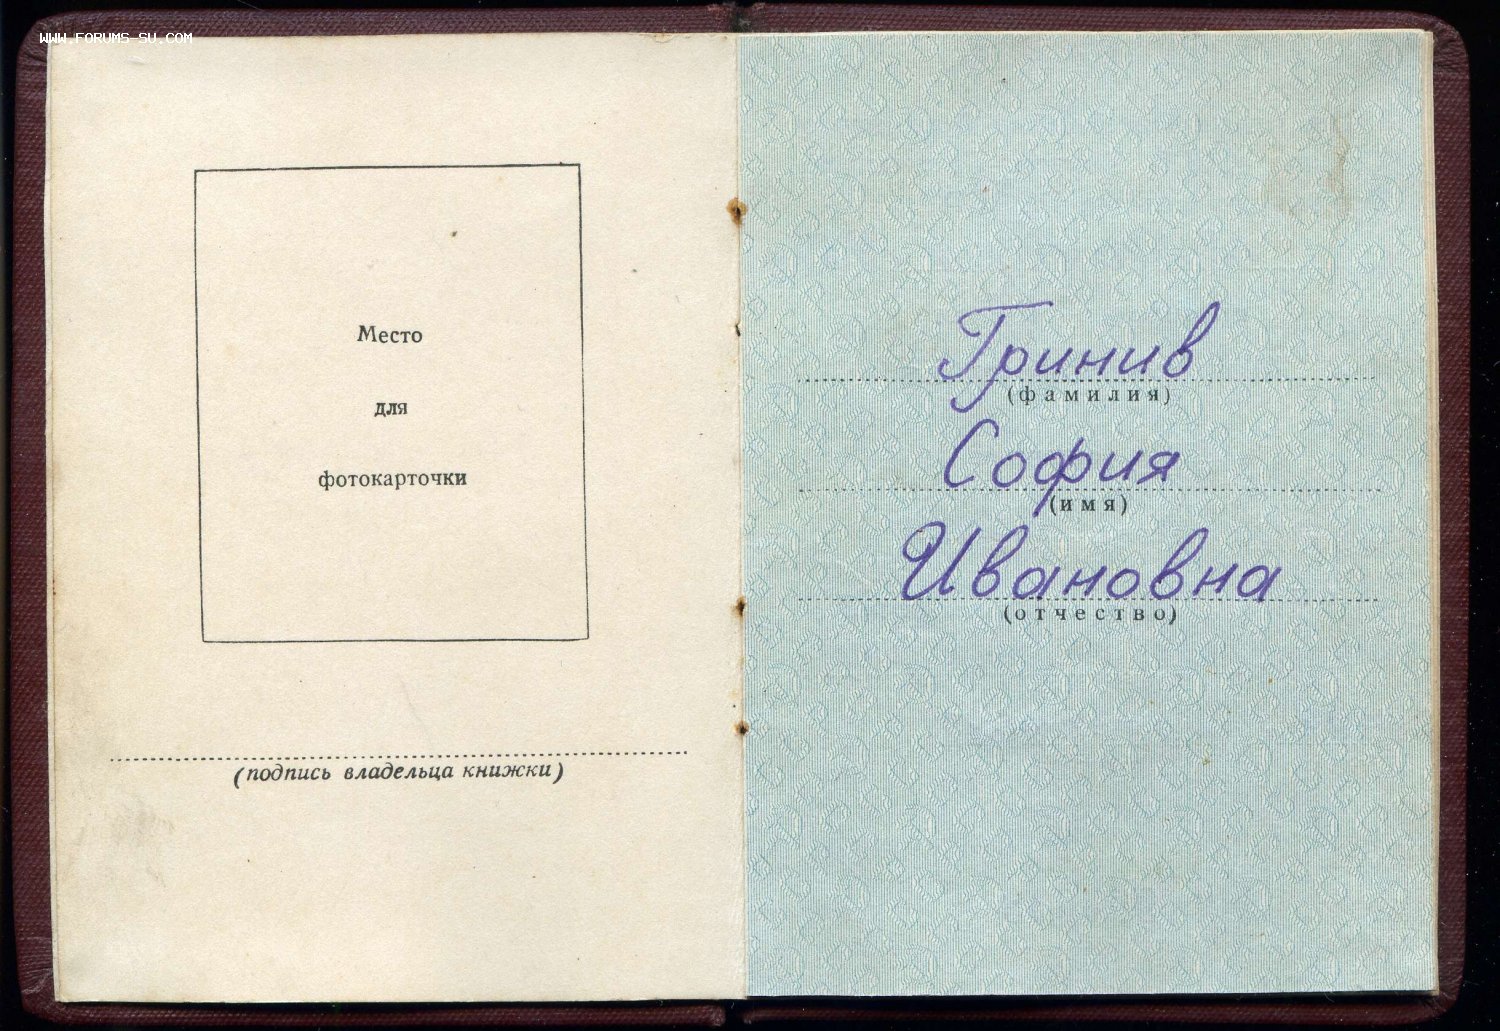 WWW.FORUMS-SU.COM
Место
для
фотокарточки
(подпись владельца книжки)
Гринив
(фамилия)
София
(имя)
Ивановна
(отчество)